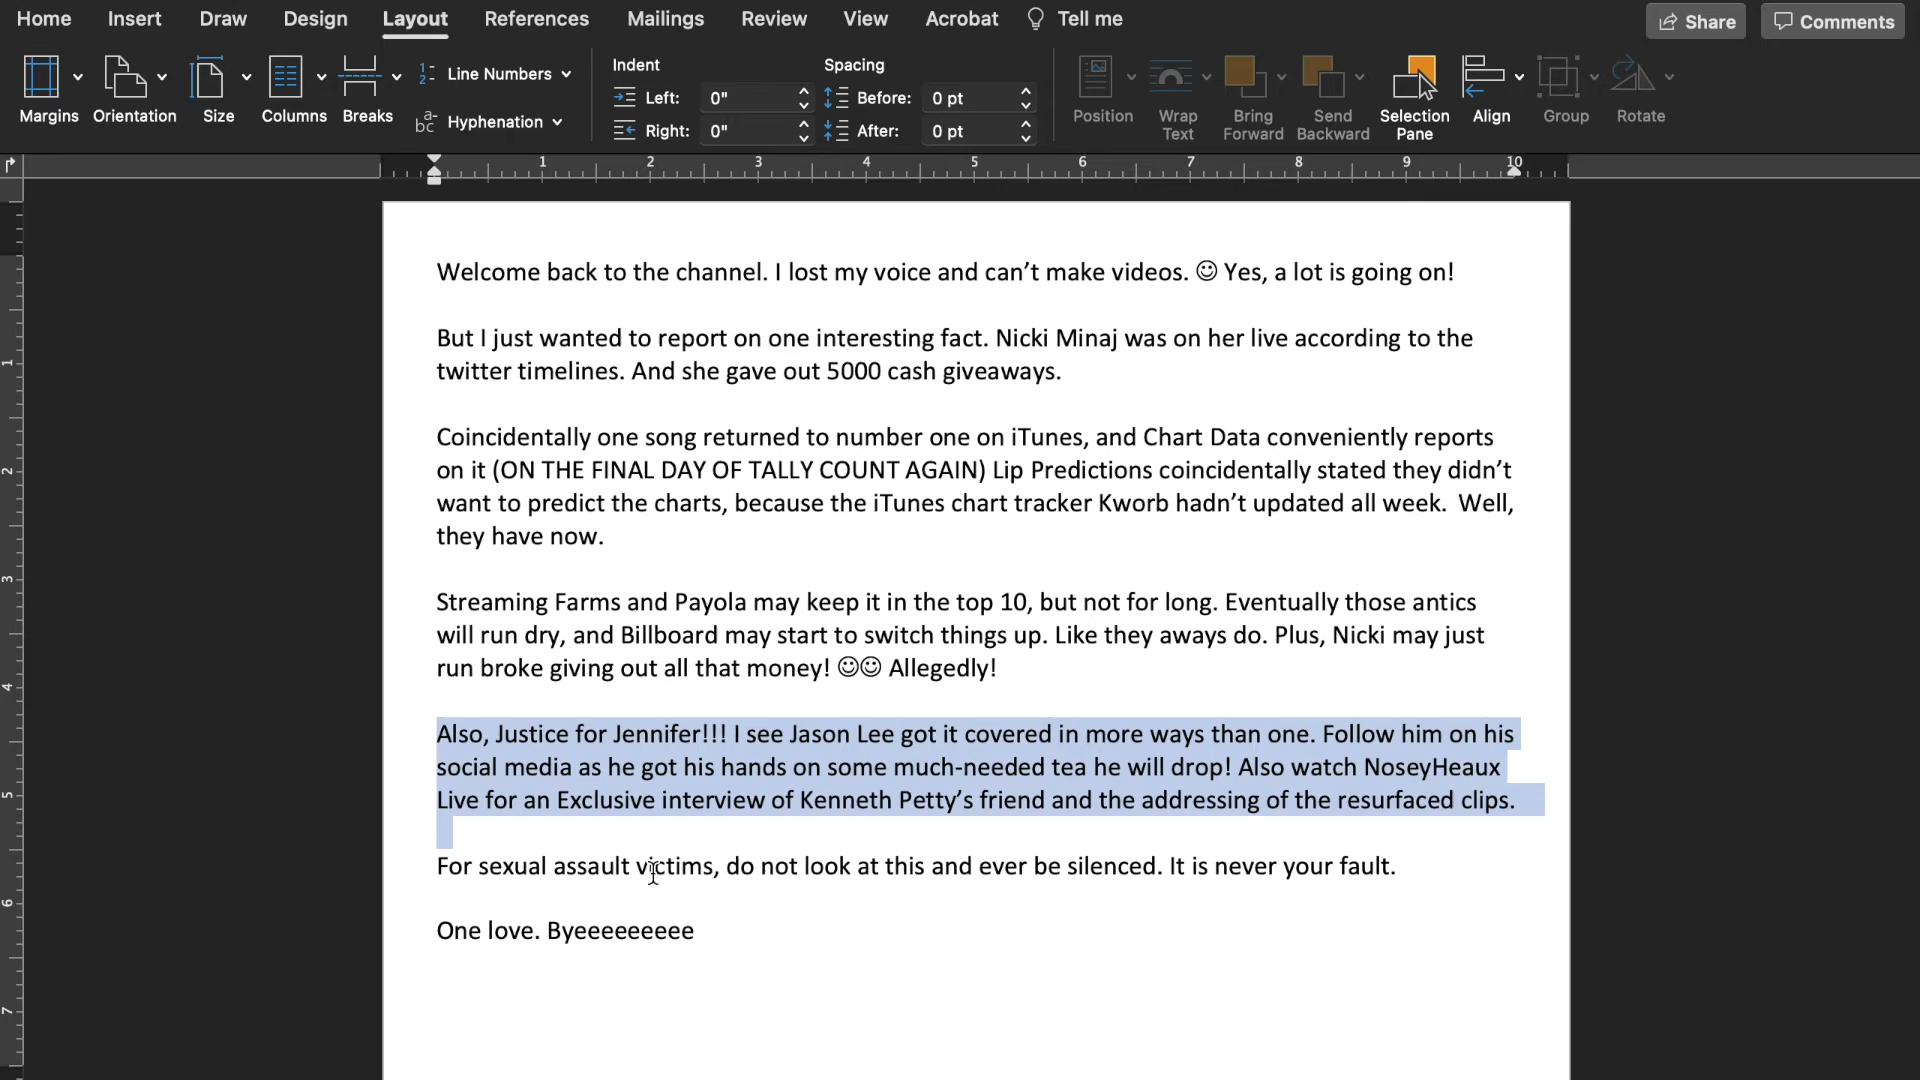 Home Insert Draw Design Layout References Mailings Review View Acrobat Tell me Share Comments
Line Numbers Indent Spacing
Left: 0" Before: 0 pt
Margins Orientation Size Columns Breaks Hyphenation Right: 0" After: 0 pt Position Wrap Text Bring Forward Send Backward Selection Pane Align Group Rotate
1 2 3 4 5 6 7 8 9 10
Welcome back to the channel. I lost my voice and can’t make videos. ☺ Yes, a lot is going on!
But I just wanted to report on one interesting fact. Nicki Minaj was on her live according to the
twitter timelines. And she gave out 5000 cash giveaways.
Coincidentally one song returned to number one on iTunes, and Chart Data conveniently reports
on it (ON THE FINAL DAY OF TALLY COUNT AGAIN) Lip Predictions coincidentally stated they didn’t
want to predict the charts, because the iTunes chart tracker Kworb hadn’t updated all week.  Well,
they have now.
Streaming Farms and Payola may keep it in the top 10, but not for long. Eventually those antics
will run dry, and Billboard may start to switch things up. Like they aways do. Plus, Nicki may just
run broke giving out all that money! ☺☺ Allegedly!
Also, Justice for Jennifer!!! I see Jason Lee got it covered in more ways than one. Follow him on his
social media as he got his hands on some much-needed tea he will drop! Also watch NoseyHeaux
Live for an Exclusive interview of Kenneth Petty’s friend and the addressing of the resurfaced clips.
For sexual assault victims, do not look at this and ever be silenced. It is never your fault.
One love. Byeeeeeeeee
1
2
3
4
5
6
7